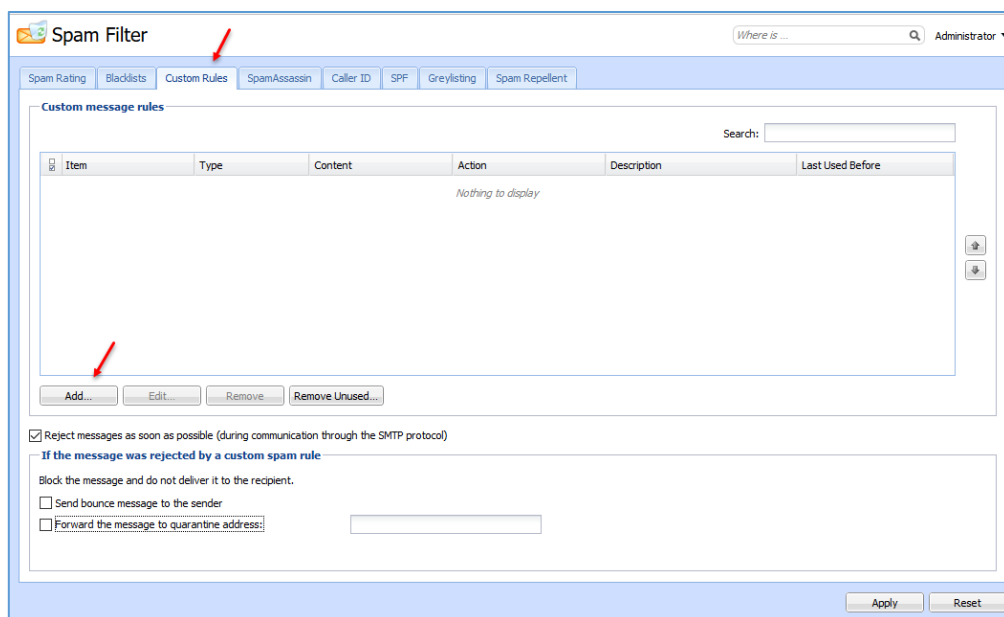 Spam Filter
Where is ...
Administrator
Spam Rating Blacklists Custom Rules SpamAssassin Caller ID SPF Greylisting Spam Repellent
Custom message rules
Search:
Item Type Content Action Description Last Used Before
Nothing to display
Add... Edit... Remove Remove Unused...
Reject messages as soon as possible (during communication through the SMTP protocol)
If the message was rejected by a custom spam rule
Block the message and do not deliver it to the recipient.
Send bounce message to the sender
Forward the message to quarantine address:
Apply Reset